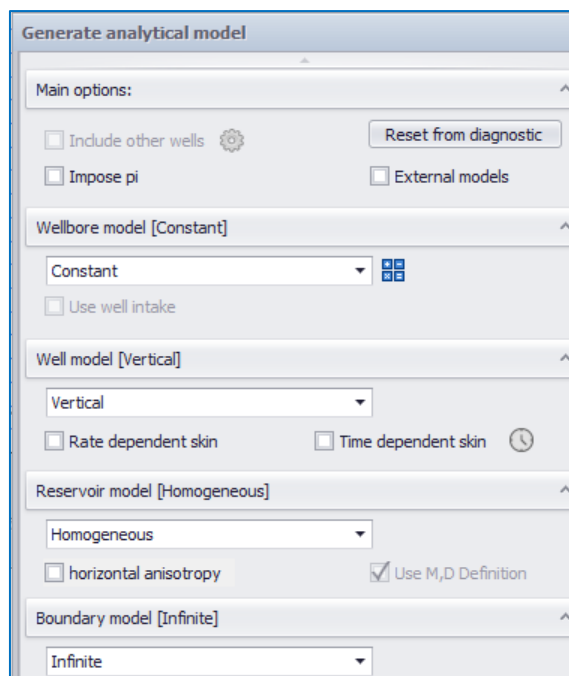 Generate analytical model
Main options:
Include other wells
Reset from diagnostic
Impose pi
External models
Wellbore model [Constant]
Constant
Use well intake
Well model [Vertical]
Vertical
Rate dependent skin
Time dependent skin
Reservoir model [Homogeneous]
Homogeneous
horizontal anisotropy
Use M,D Definition
Boundary model [Infinite]
Infinite